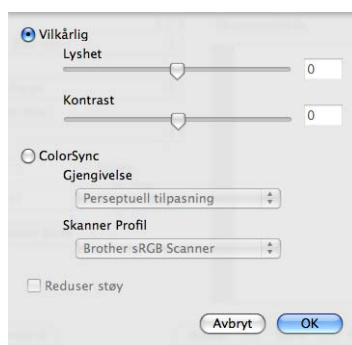 Vilkårlig
Lyshet
0
Kontrast
0
ColorSync
Gjengivelse
Perseptuell tilpasning
Skanner Profil
Brother sRGB Scanner
Reduser støy
Avbryt OK